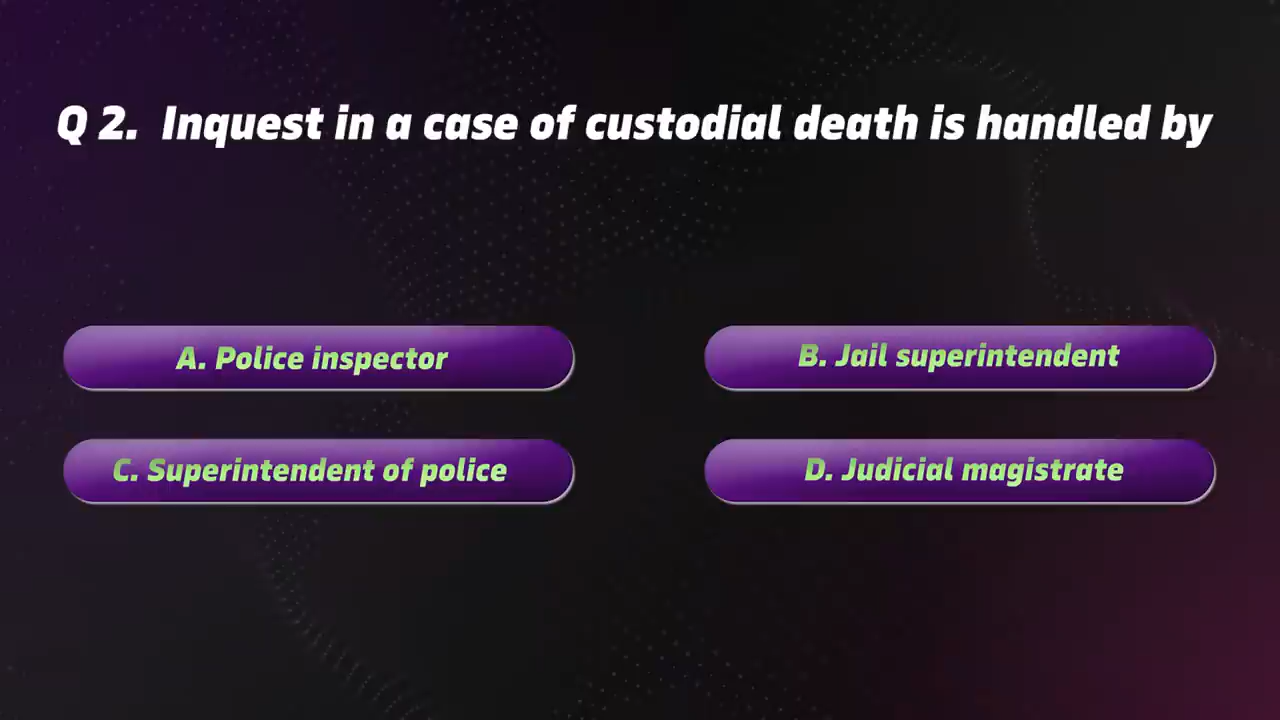 Q 2. Inquest in a case of custodial death is handled by
A. Police inspector
B. Jail superintendent
C. Superintendent of police
D. Judicial magistrate